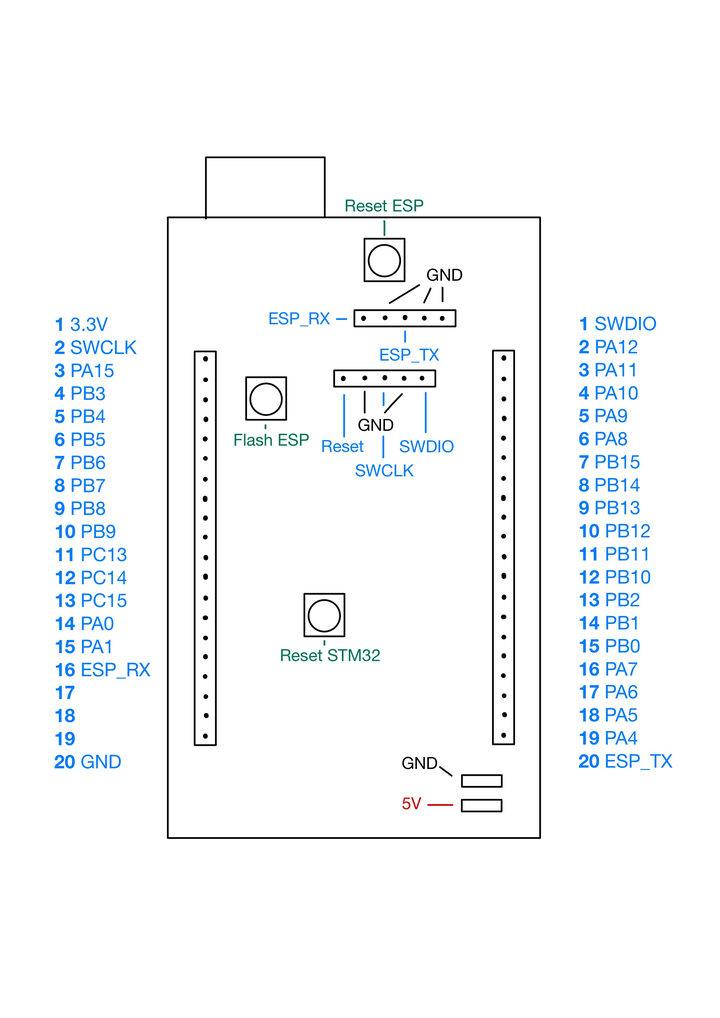 Reset ESP
GND
ESP_RX
ESP_TX
Flash ESP
GND
Reset
SWDIO
SWCLK
Reset STM32
GND
5V
1 3.3V
2 SWCLK
3 PA15
4 PB3
5 PB4
6 PB5
7 PB6
8 PB7
9 PB8
10 PB9
11 PC13
12 PC14
13 PC15
14 PA0
15 PA1
16 ESP_RX
17
18
19
20 GND
1 SWDIO
2 PA12
3 PA11
4 PA10
5 PA9
6 PA8
7 PB15
8 PB14
9 PB13
10 PB12
11 PB11
12 PB10
13 PB2
14 PB1
15 PB0
16 PA7
17 PA6
18 PA5
19 PA4
20 ESP_TX